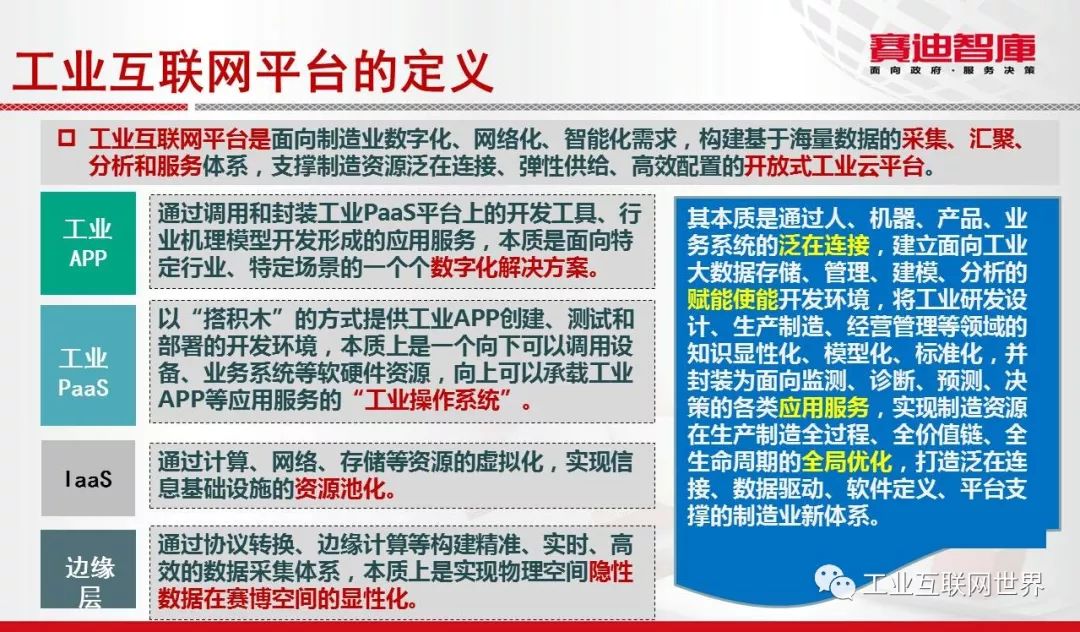 工业互联网平台的定义
赛迪智库
面向政府·服务决策
工业互联网平台是面向制造业数字化、网络化、智能化需求，构建基于海量数据的采集、汇聚、
分析和服务体系，支撑制造资源泛在连接、弹性供给、高效配置的开放式工业云平台。
工业
APP
通过调用和封装工业PaaS平台上的开发工具、行
业机理模型开发形成的应用服务，本质是面向特
定行业、特定场景的一个个数字化解决方案。
工业
PaaS
以“搭积木”的方式提供工业APP创建、测试和
部署的开发环境，本质上是一个向下可以调用设
备、业务系统等软硬件资源，向上可以承载工业
APP等应用服务的“工业操作系统”。
IaaS
通过计算、网络、存储等资源的虚拟化，实现信
息基础设施的资源池化。
边缘
层
通过协议转换、边缘计算等构建精准、实时、高
效的数据采集体系，本质上是实现物理空间隐性
数据在赛博空间的显性化。
其本质是通过人、机器、产品、业
务系统的泛在连接，建立面向工业
大数据存储、管理、建模、分析的
赋能使能开发环境，将工业研发设
计、生产制造、经营管理等领域的
知识显性化、模型化、标准化，并
封装为面向监测、诊断、预测、决
策的各类应用服务，实现制造资源
在生产制造全过程、全价值链、全
生命周期的全局优化，打造泛在连
接、数据驱动、软件定义、平台支
撑的制造业新体系。
工业互联网世界